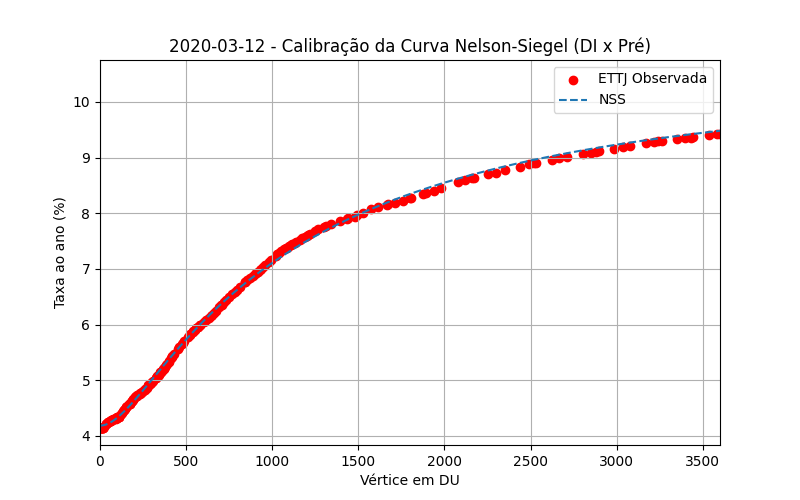 2020-03-12 - Calibração da Curva Nelson-Siegel (DI x Pré)
ETTJ Observada
NSS
Taxa ao ano (%)
10
9
8
7
6
5
4
0 500 1000 1500 2000 2500 3000 3500
Vértice em DU